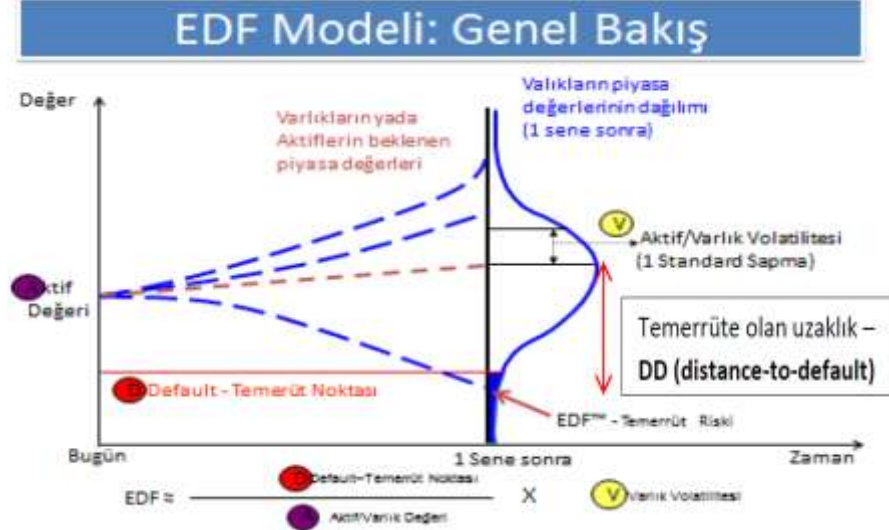 EDF Modeli: Genel Bakış
Değer
Varlıkların yada
Aktiflerin beklenen
piyasa değerleri
Valıkların piyasa
değerlerinin dağılımı
(1 sene sonra)
V
Aktif/Varlık Volatilitesi
(1 Standard Sapma)
Aktif
Değeri
Temerrüte olan uzaklık –
DD (distance-to-default)
Default - Temerüt Noktası
EDF™ - Temerrüt Riski
Bugün
1 Sene sonra
Zaman
Default-Temerüt Noktası
EDF ≈
X
V Varlık Volatilitesi
Aktif/Varlık Değeri